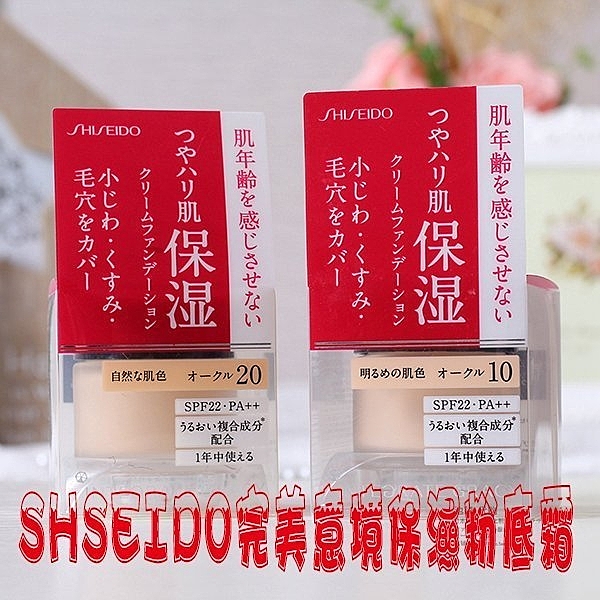 SHISEIDO
肌年齢を感じさせない
つやハリ肌
保湿
クリームファンデーション
小じわ・くすみ・
毛穴をカバー
自然な肌色 オークル20
SPF22・PA++
うるおい複合成分*
配合
1年中使える
SHISEIDO
肌年齢を感じさせない
つやハリ肌
保湿
クリームファンデーション
小じわ・くすみ・
毛穴をカバー
明るめの肌色 オークル10
SPF22・PA++
うるおい複合成分*
配合
1年中使える
SHSEIDO完美意境保濕粉底霜